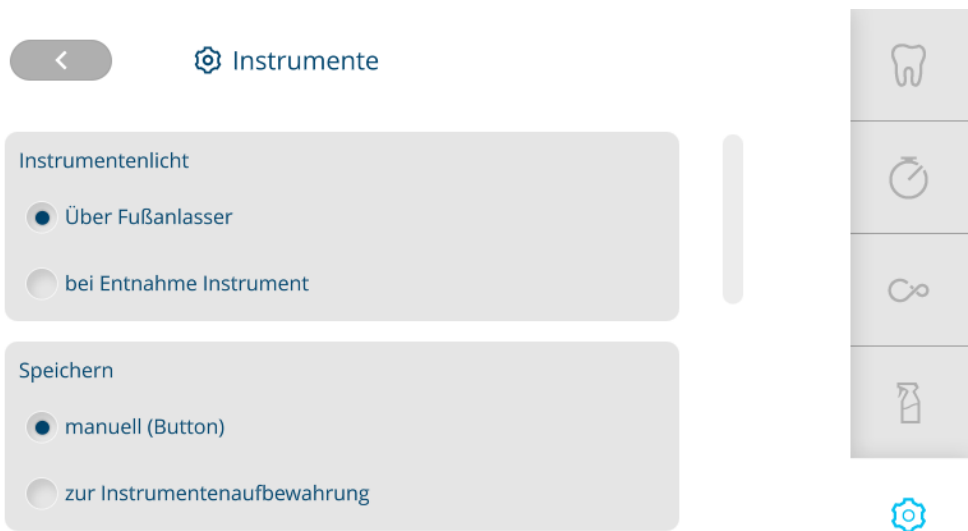 Instrumente
Instrumentenlicht
Über Fußanlasser
bei Entnahme Instrument
Speichern
manuell (Button)
zur Instrumentenaufbewahrung